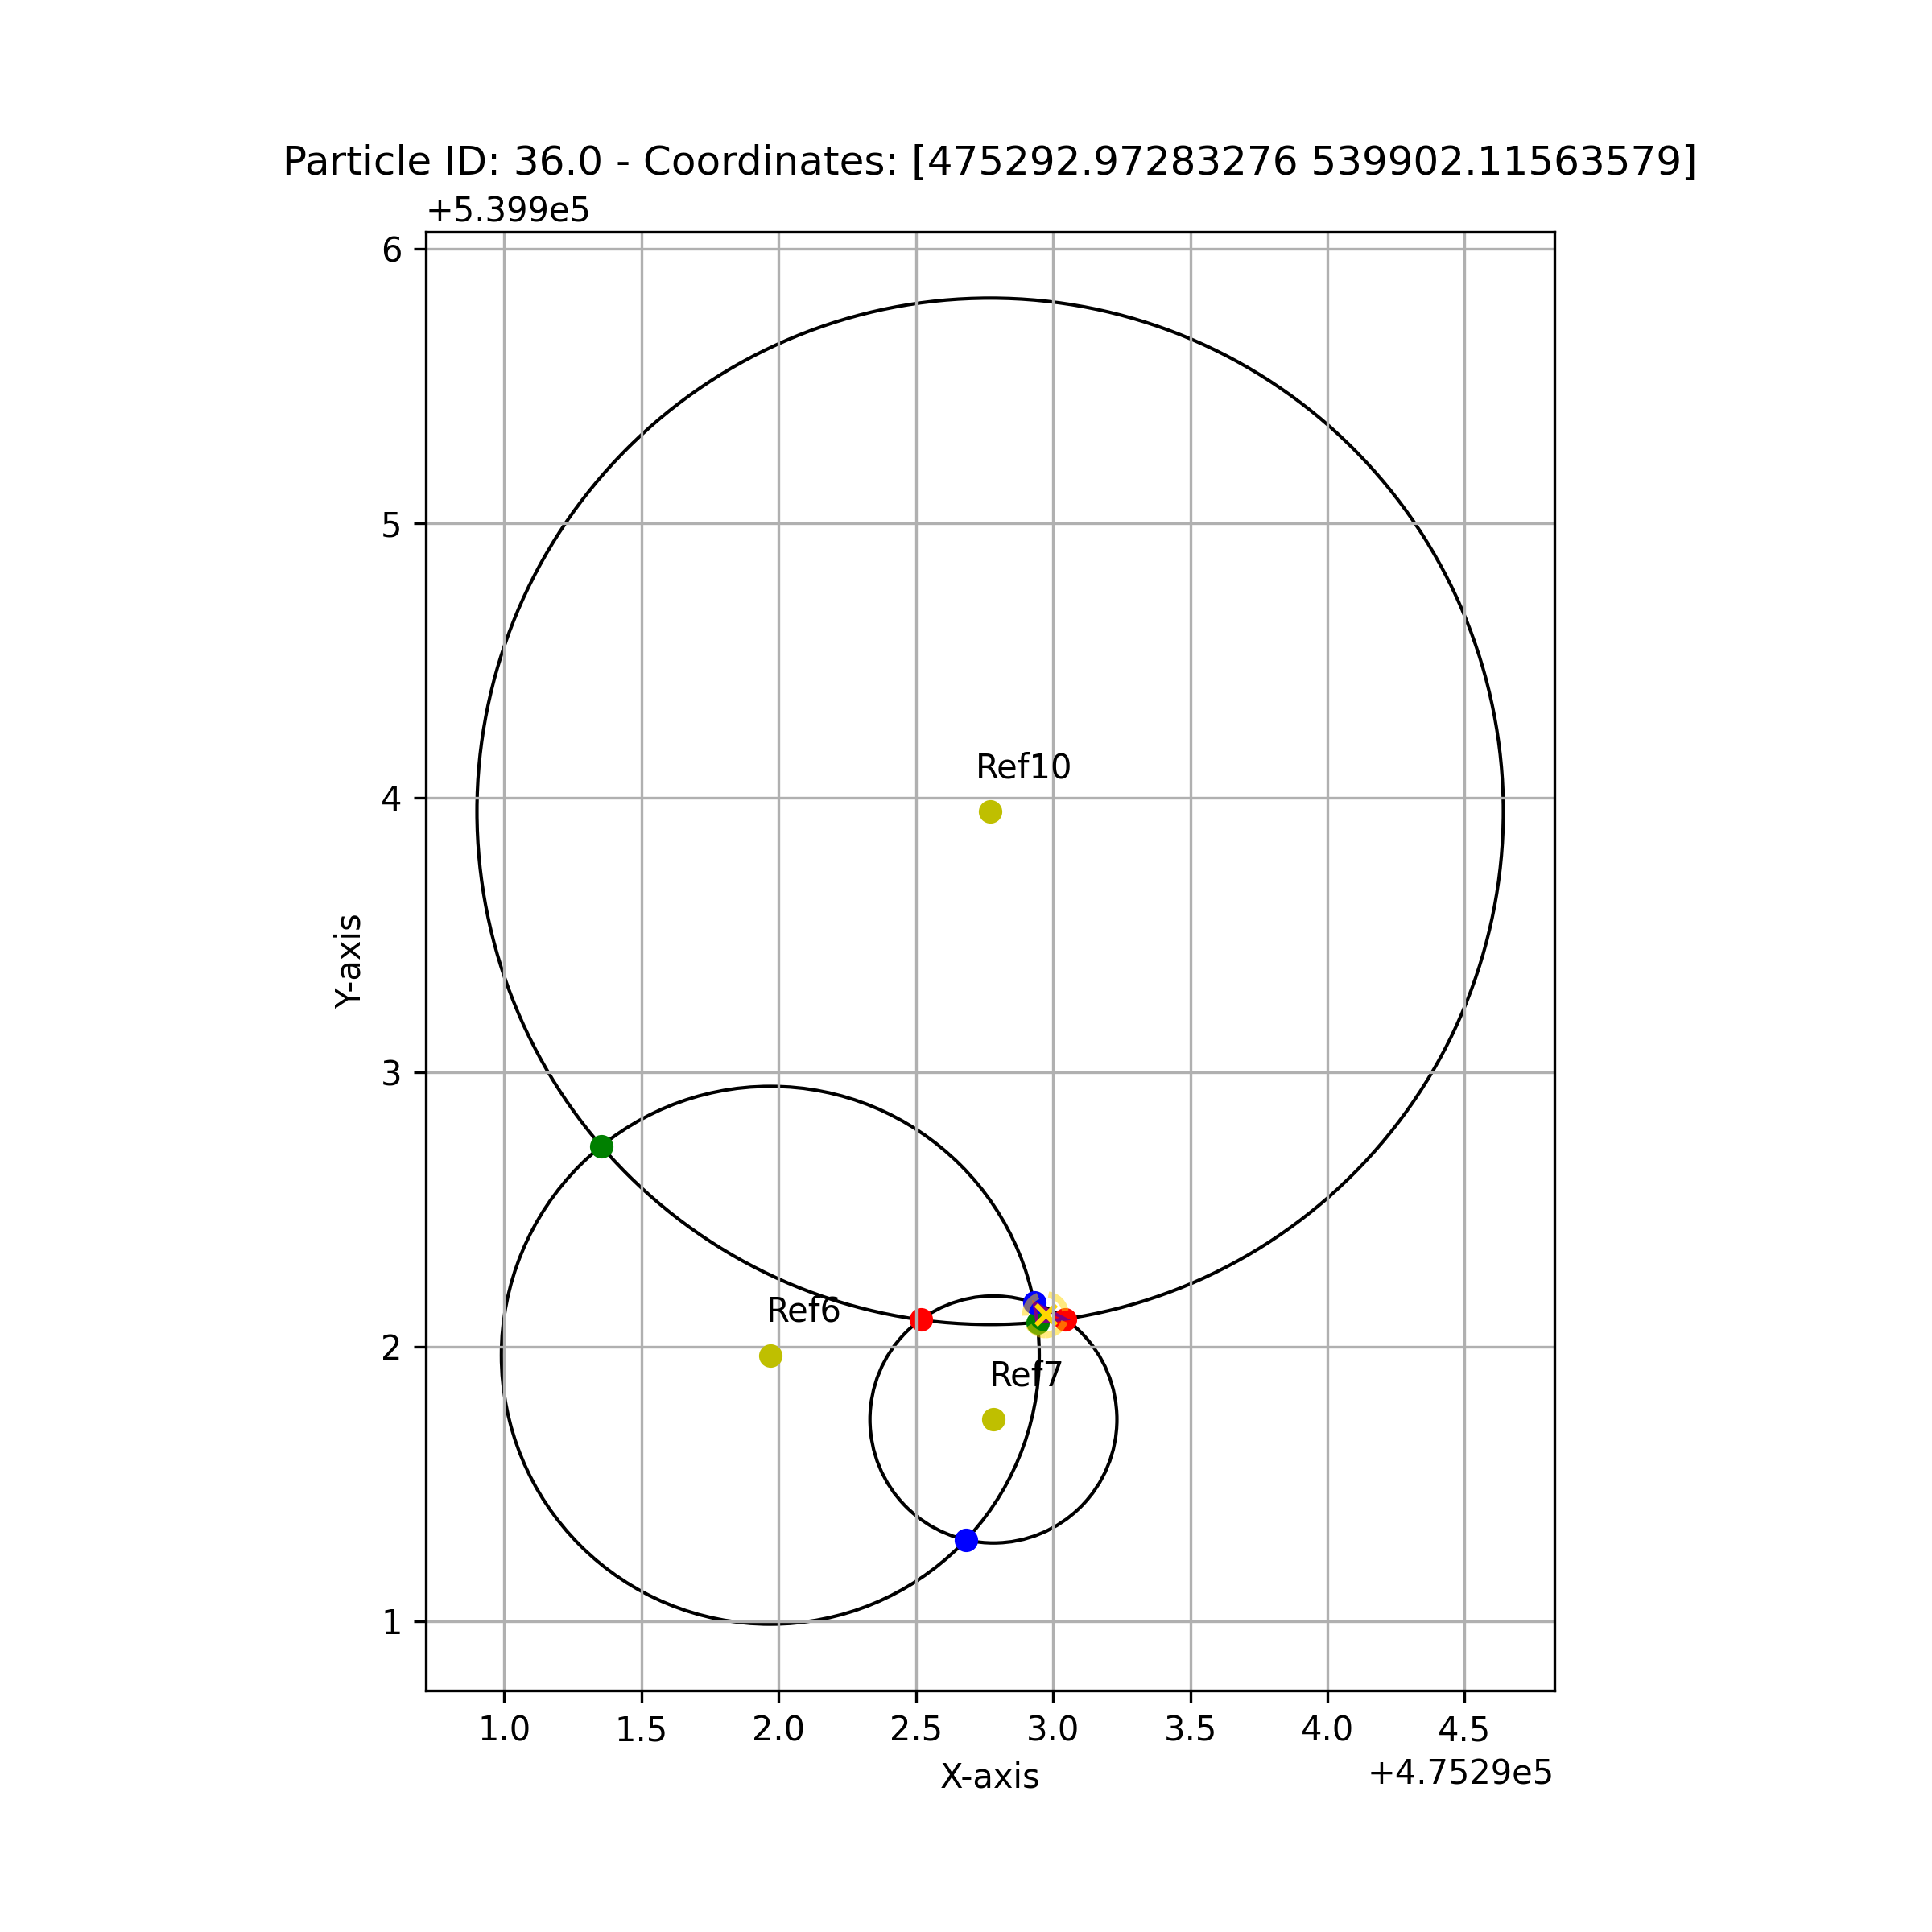 Particle ID: 36.0 - Coordinates: [475292.97283276 539902.11563579]
+5.399e5
6
5
Ref10
4
Y-axis
3
Ref6
2
Ref7
1
1.0 1.5 2.0 2.5 3.0 3.5 4.0 4.5
X-axis
+4.7529e5